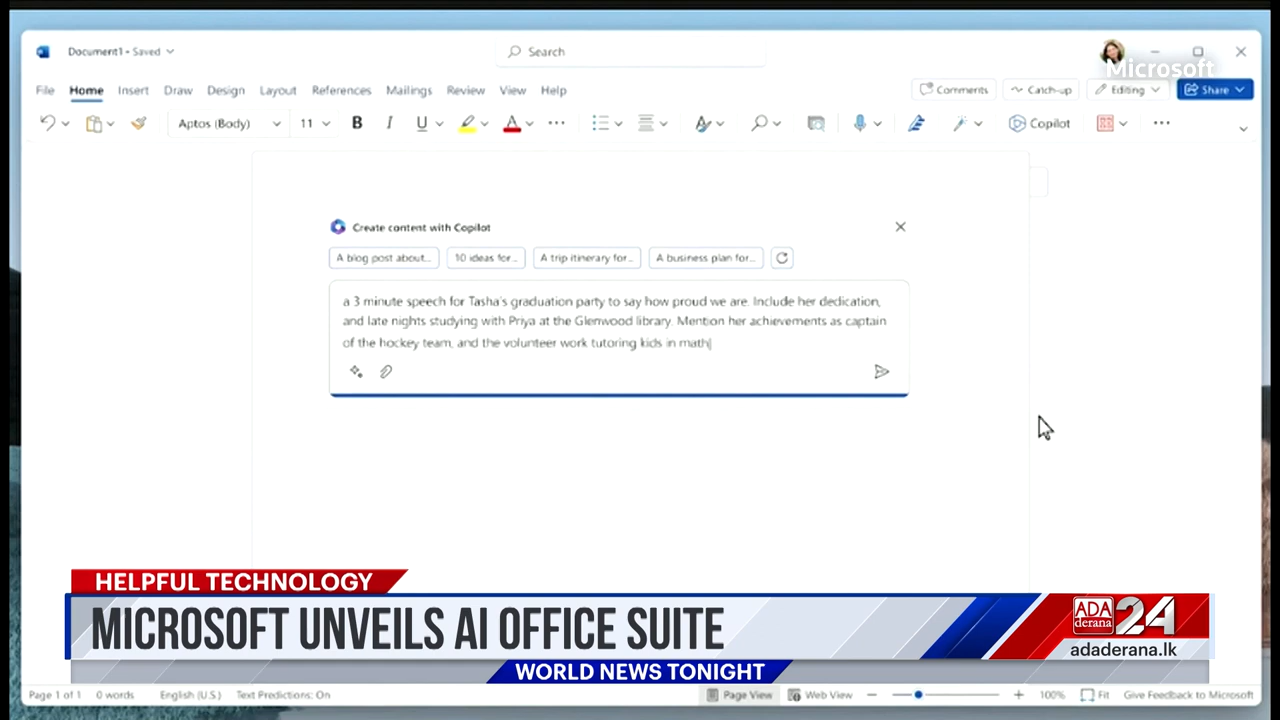 Document1 - Saved
Search
Microsoft
File Home Insert Draw Design Layout References Mailings Review View Help
Comments Catch-up Editing Share
Aptos (Body) 11 B I U A Copilot
Create content with Copilot
A blog post about... 10 ideas for... A trip itinerary for... A business plan for...
a 3 minute speech for Tasha's graduation party to say how proud we are. Include her dedication,
and late nights studying with Priya at the Glenwood library. Mention her achievements as captain
of the hockey team, and the volunteer work tutoring kids in math
HELPFUL TECHNOLOGY
MICROSOFT UNVEILS AI OFFICE SUITE
ADA
derana
24
adaderana.lk
WORLD NEWS TONIGHT
Page 1 of 1 0 words English (U.S.) Text Predictions: On Page View Web View 100% Fit Give Feedback to Microsoft